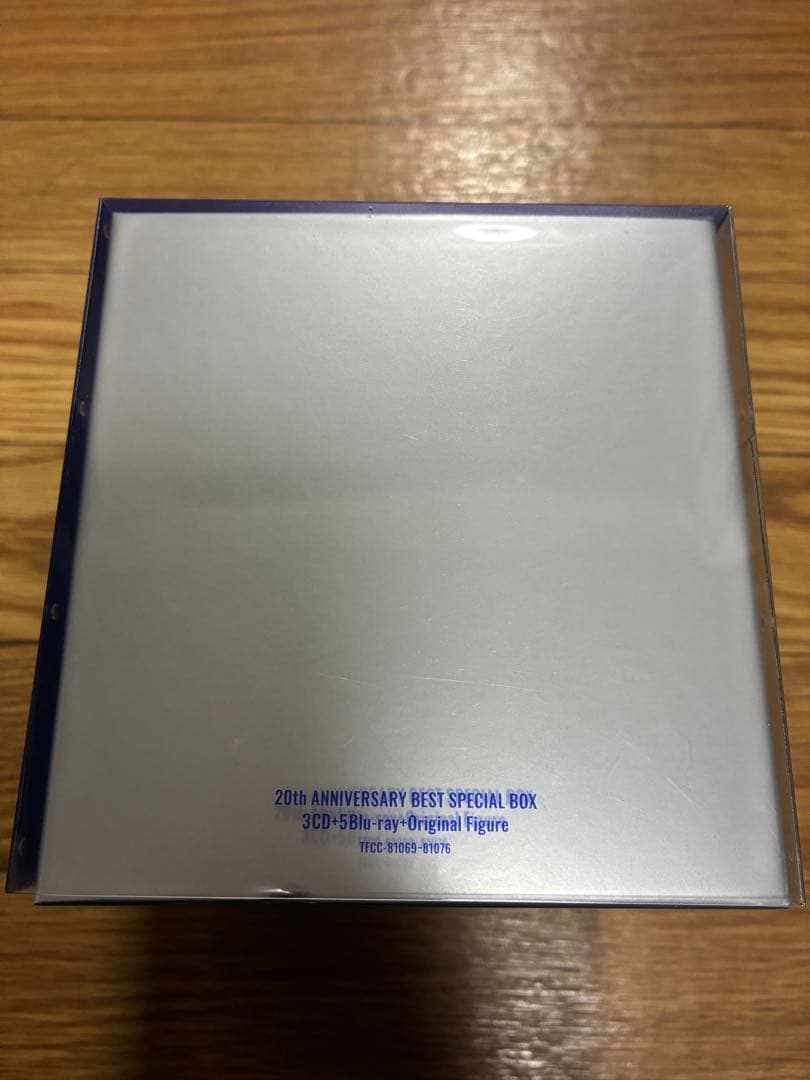 20th ANNIVERSARY BEST SPECIAL BOX
3CD+5Blu-ray+Original Figure
TFCC-81069~81076